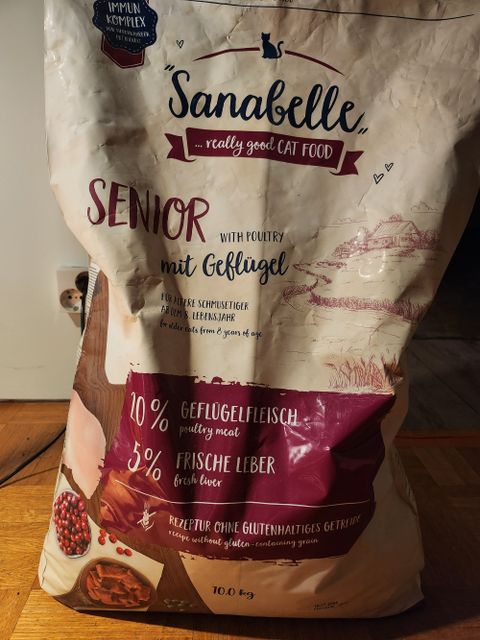 IMMUN
KOMPLEX
"Sanabelle"
... really good CAT FOOD
SENIOR
WITH POULTRY
mit Geflügel
FÜR ÄLTERE SCHMUSETIGER
AB DEM 8. LEBENSJAHR
for older cats from 8 years of age
10% GEFLÜGELFLEISCH
poultry meat
5% FRISCHE LEBER
fresh liver
REZEPTUR OHNE GLUTENHALTIGES GETREIDE
recipe without gluten-containing grain
10.0 kg